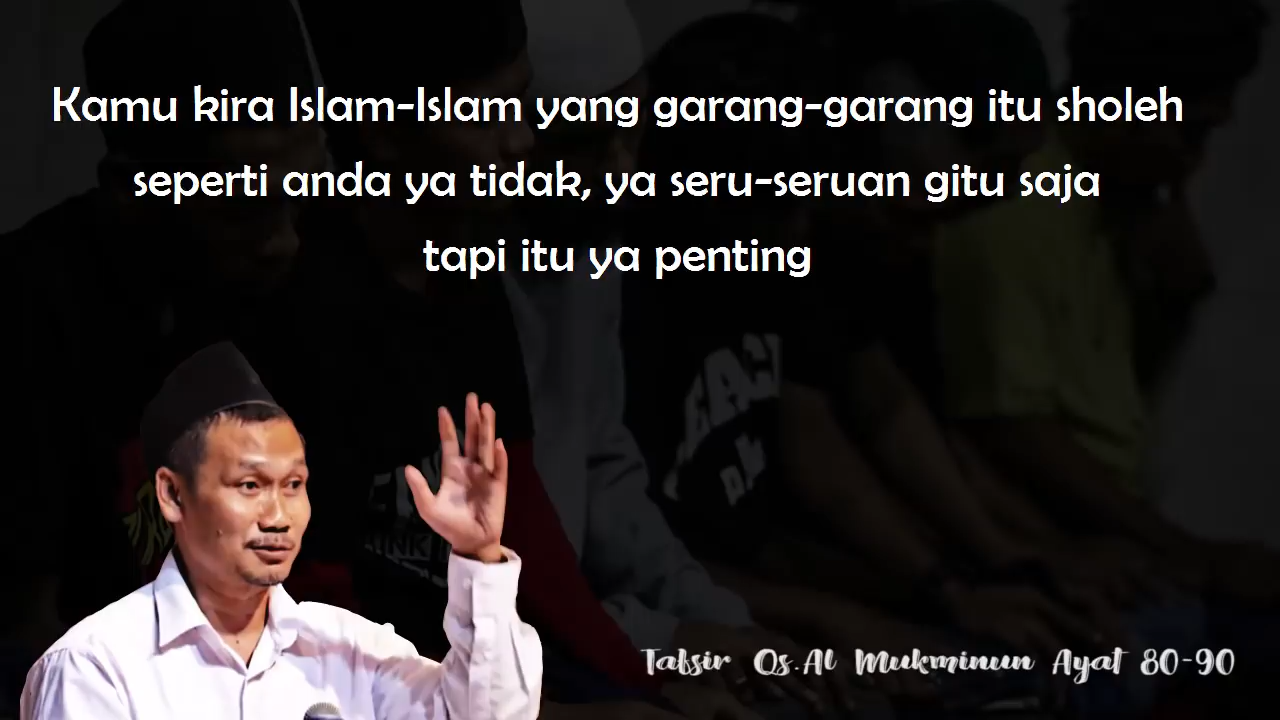 Kamu kira Islam-Islam yang garang-garang itu sholeh
seperti anda ya tidak, ya seru-seruan gitu saja
tapi itu ya penting
Tafsir Qs.Al Mukminun Ayat 80-90